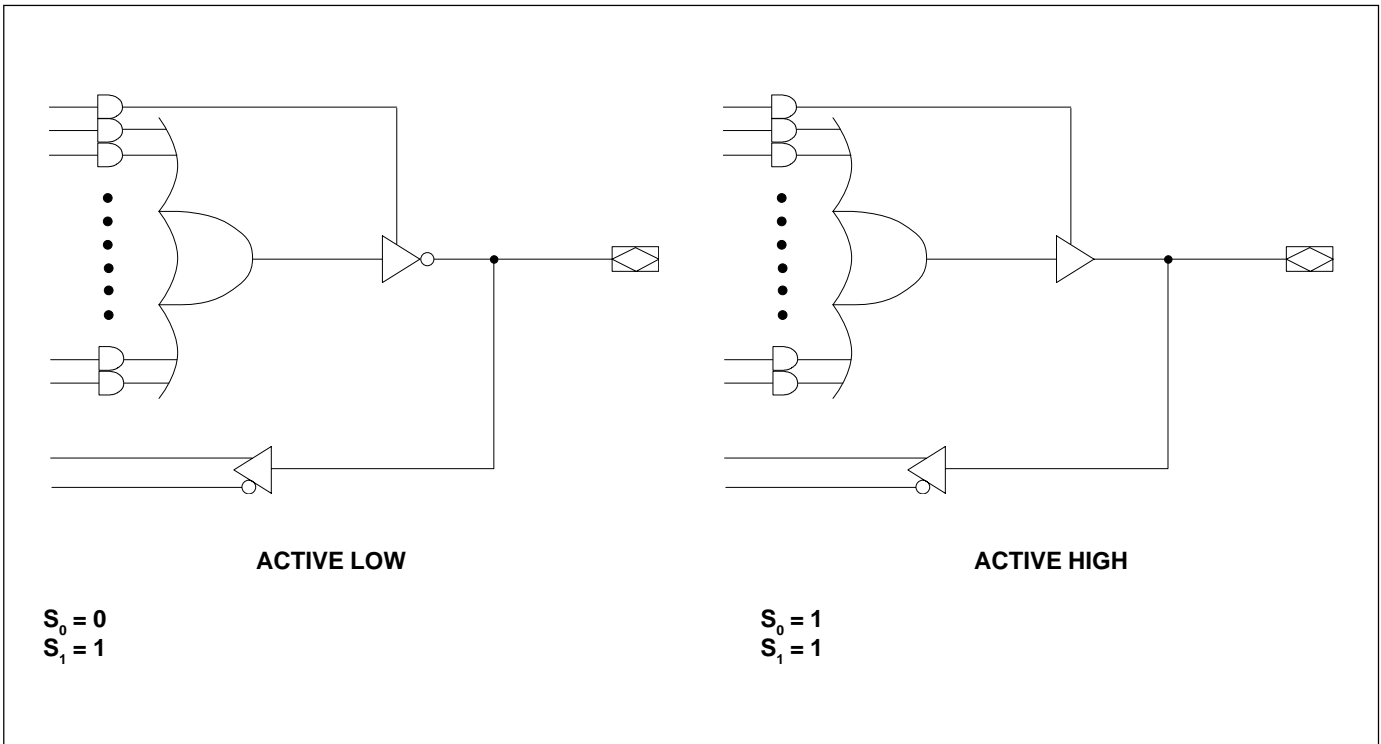 ACTIVE LOW
S₀ = 0
S₁ = 1
ACTIVE HIGH
S₀ = 1
S₁ = 1